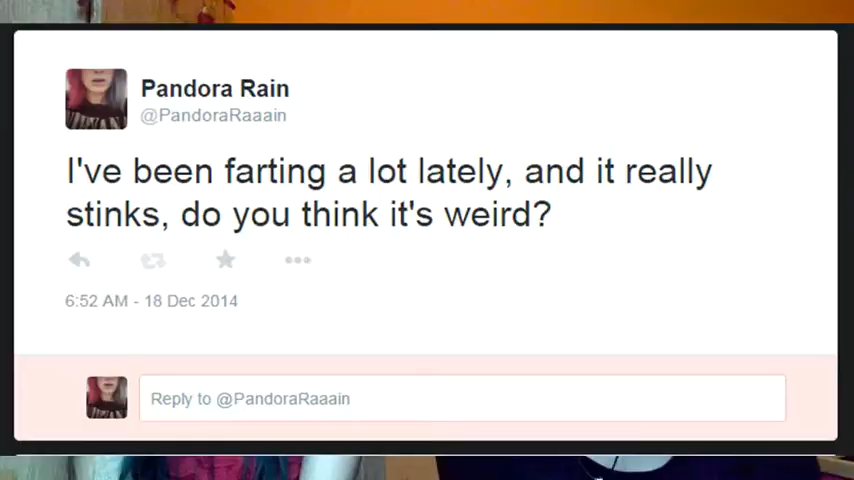 Pandora Rain
@PandoraRaaain
I've been farting a lot lately, and it really
stinks, do you think it's weird?
6:52 AM - 18 Dec 2014
Reply to @PandoraRaaain